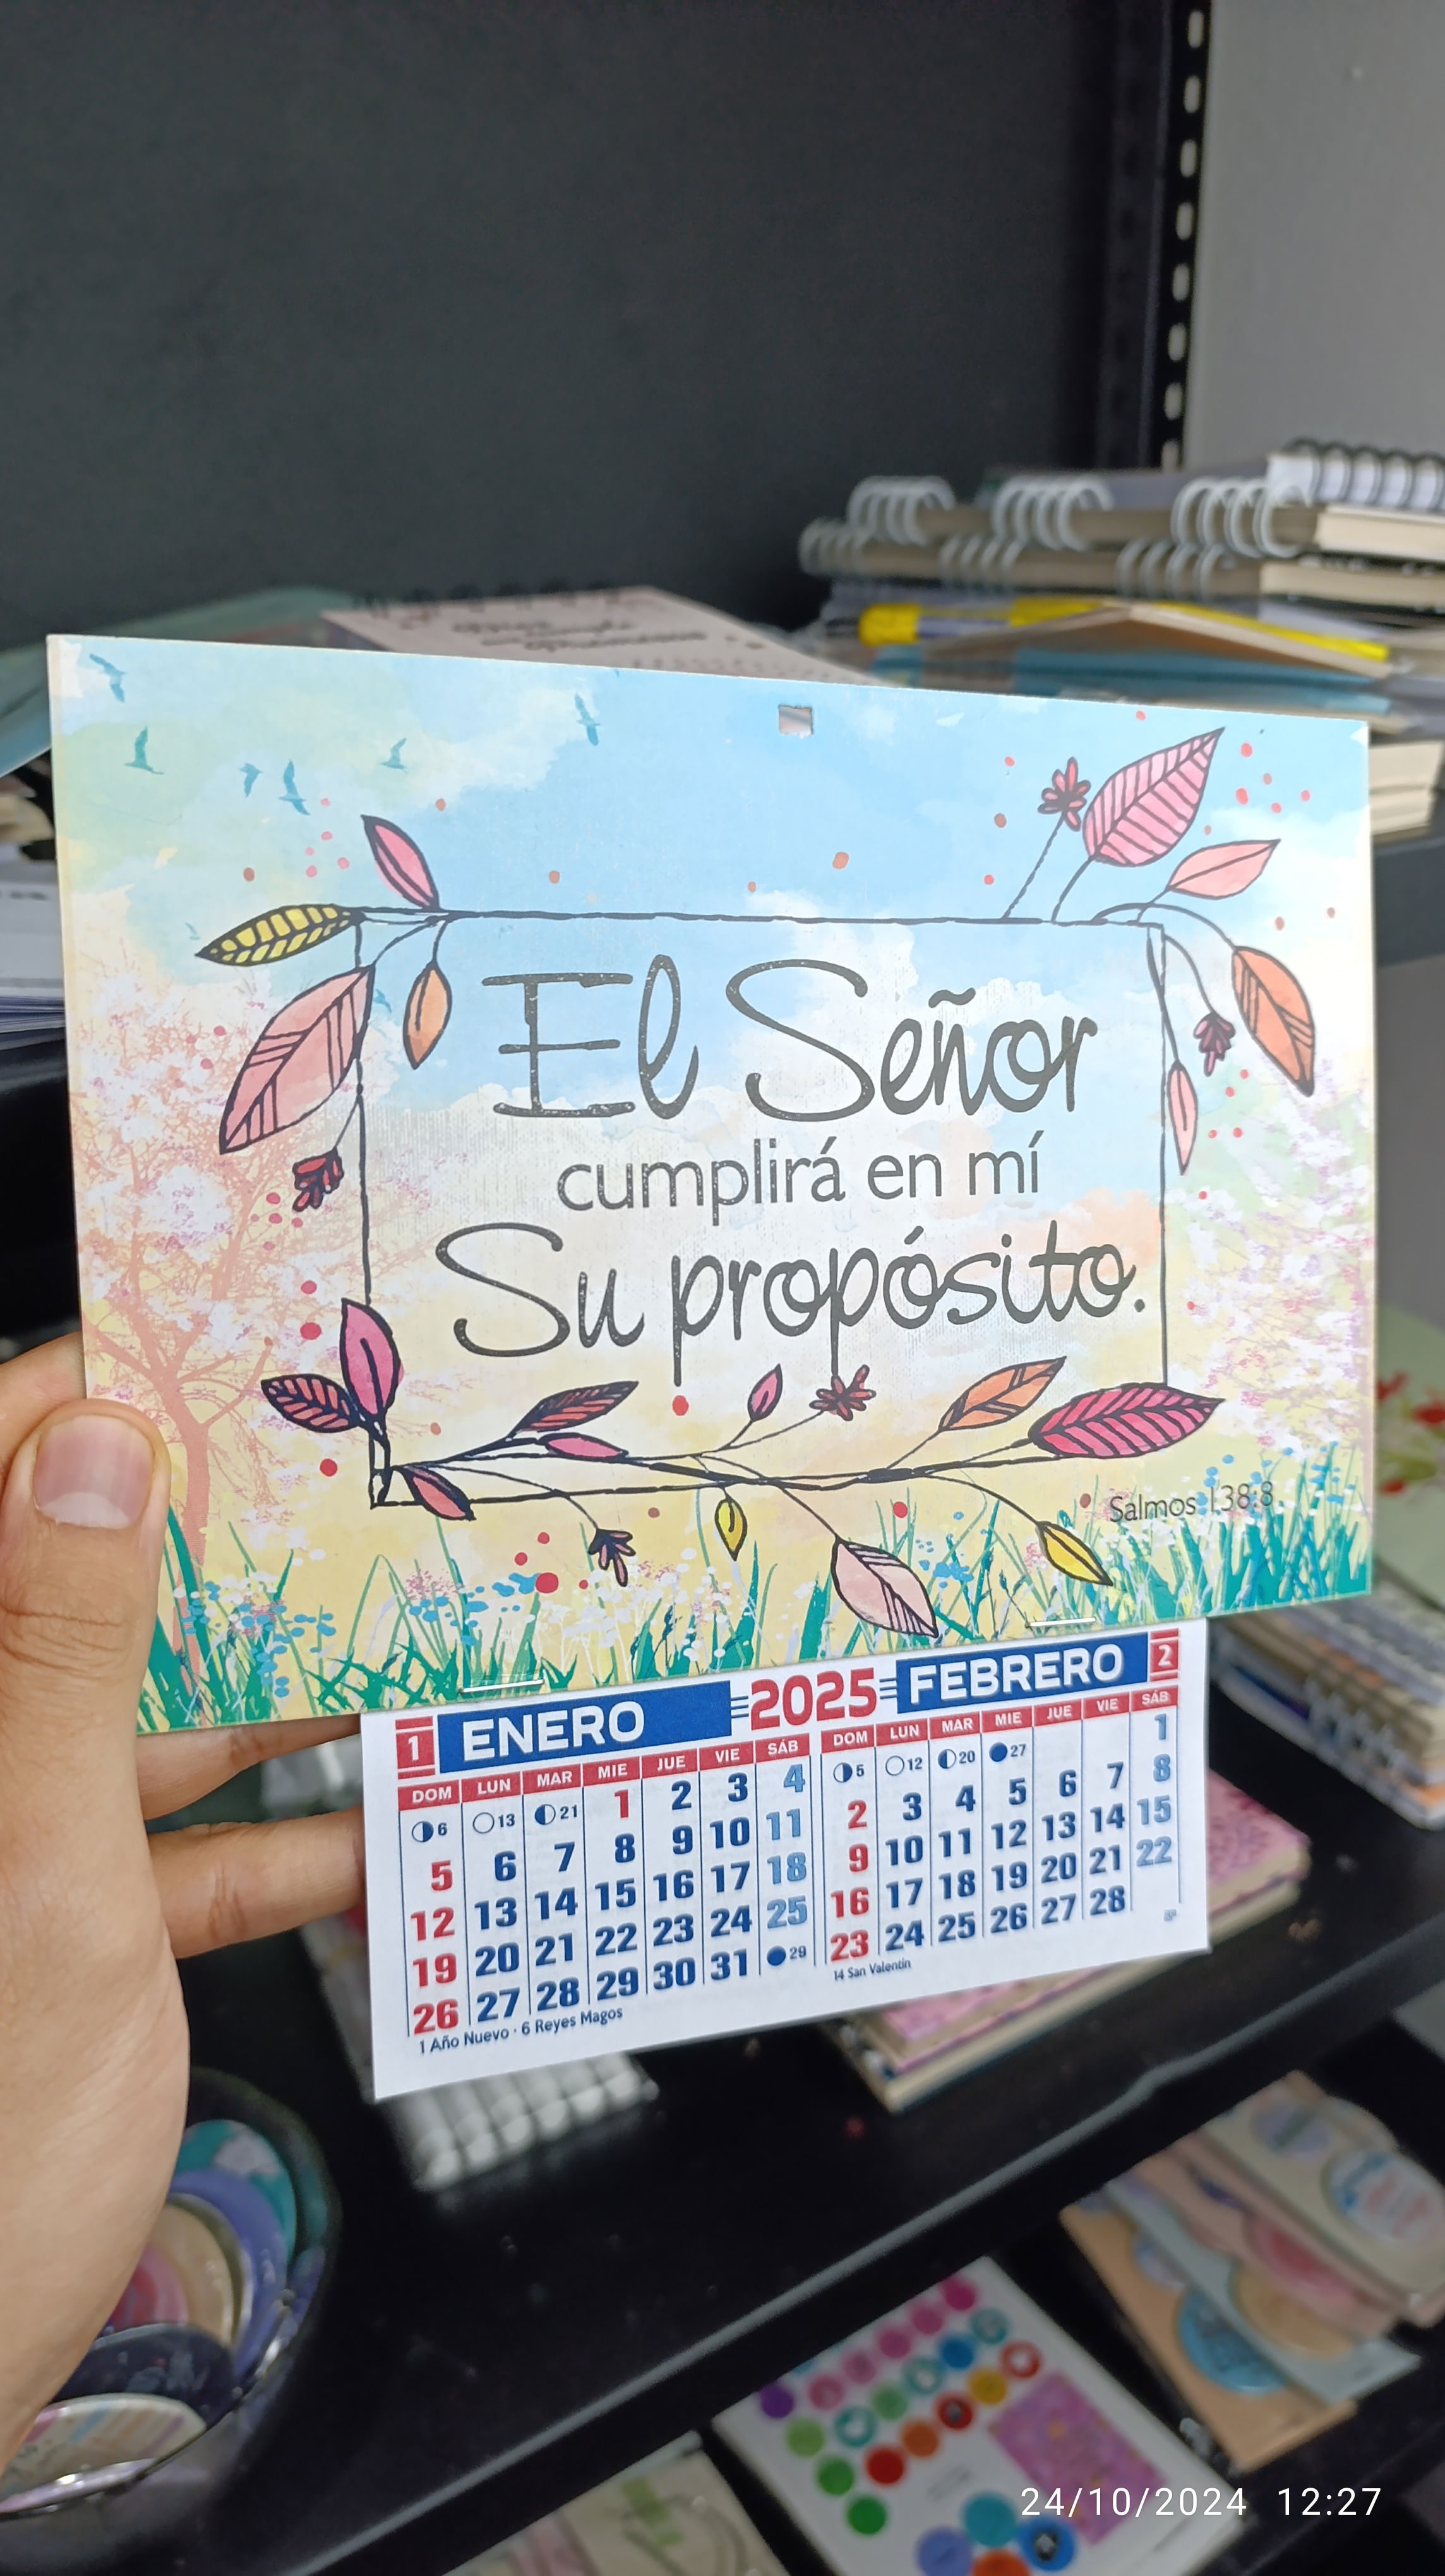 El Señor
cumplirá en mí
Su propósito.
Salmos 138:8
1 ENERO 2025 FEBRERO 2
DOM LUN MAR MIE JUE VIE SÁB DOM LUN MAR MIE JUE VIE SÁB
6 13 21 1 2 3 4 5 12 20 27 1
5 6 7 8 9 10 11 2 3 4 5 6 7 8
12 13 14 15 16 17 18 9 10 11 12 13 14 15
19 20 21 22 23 24 25 16 17 18 19 20 21 22
26 27 28 29 30 31 29 23 24 25 26 27 28
1 Año Nuevo · 6 Reyes Magos
14 San Valentín
24/10/2024 12:27